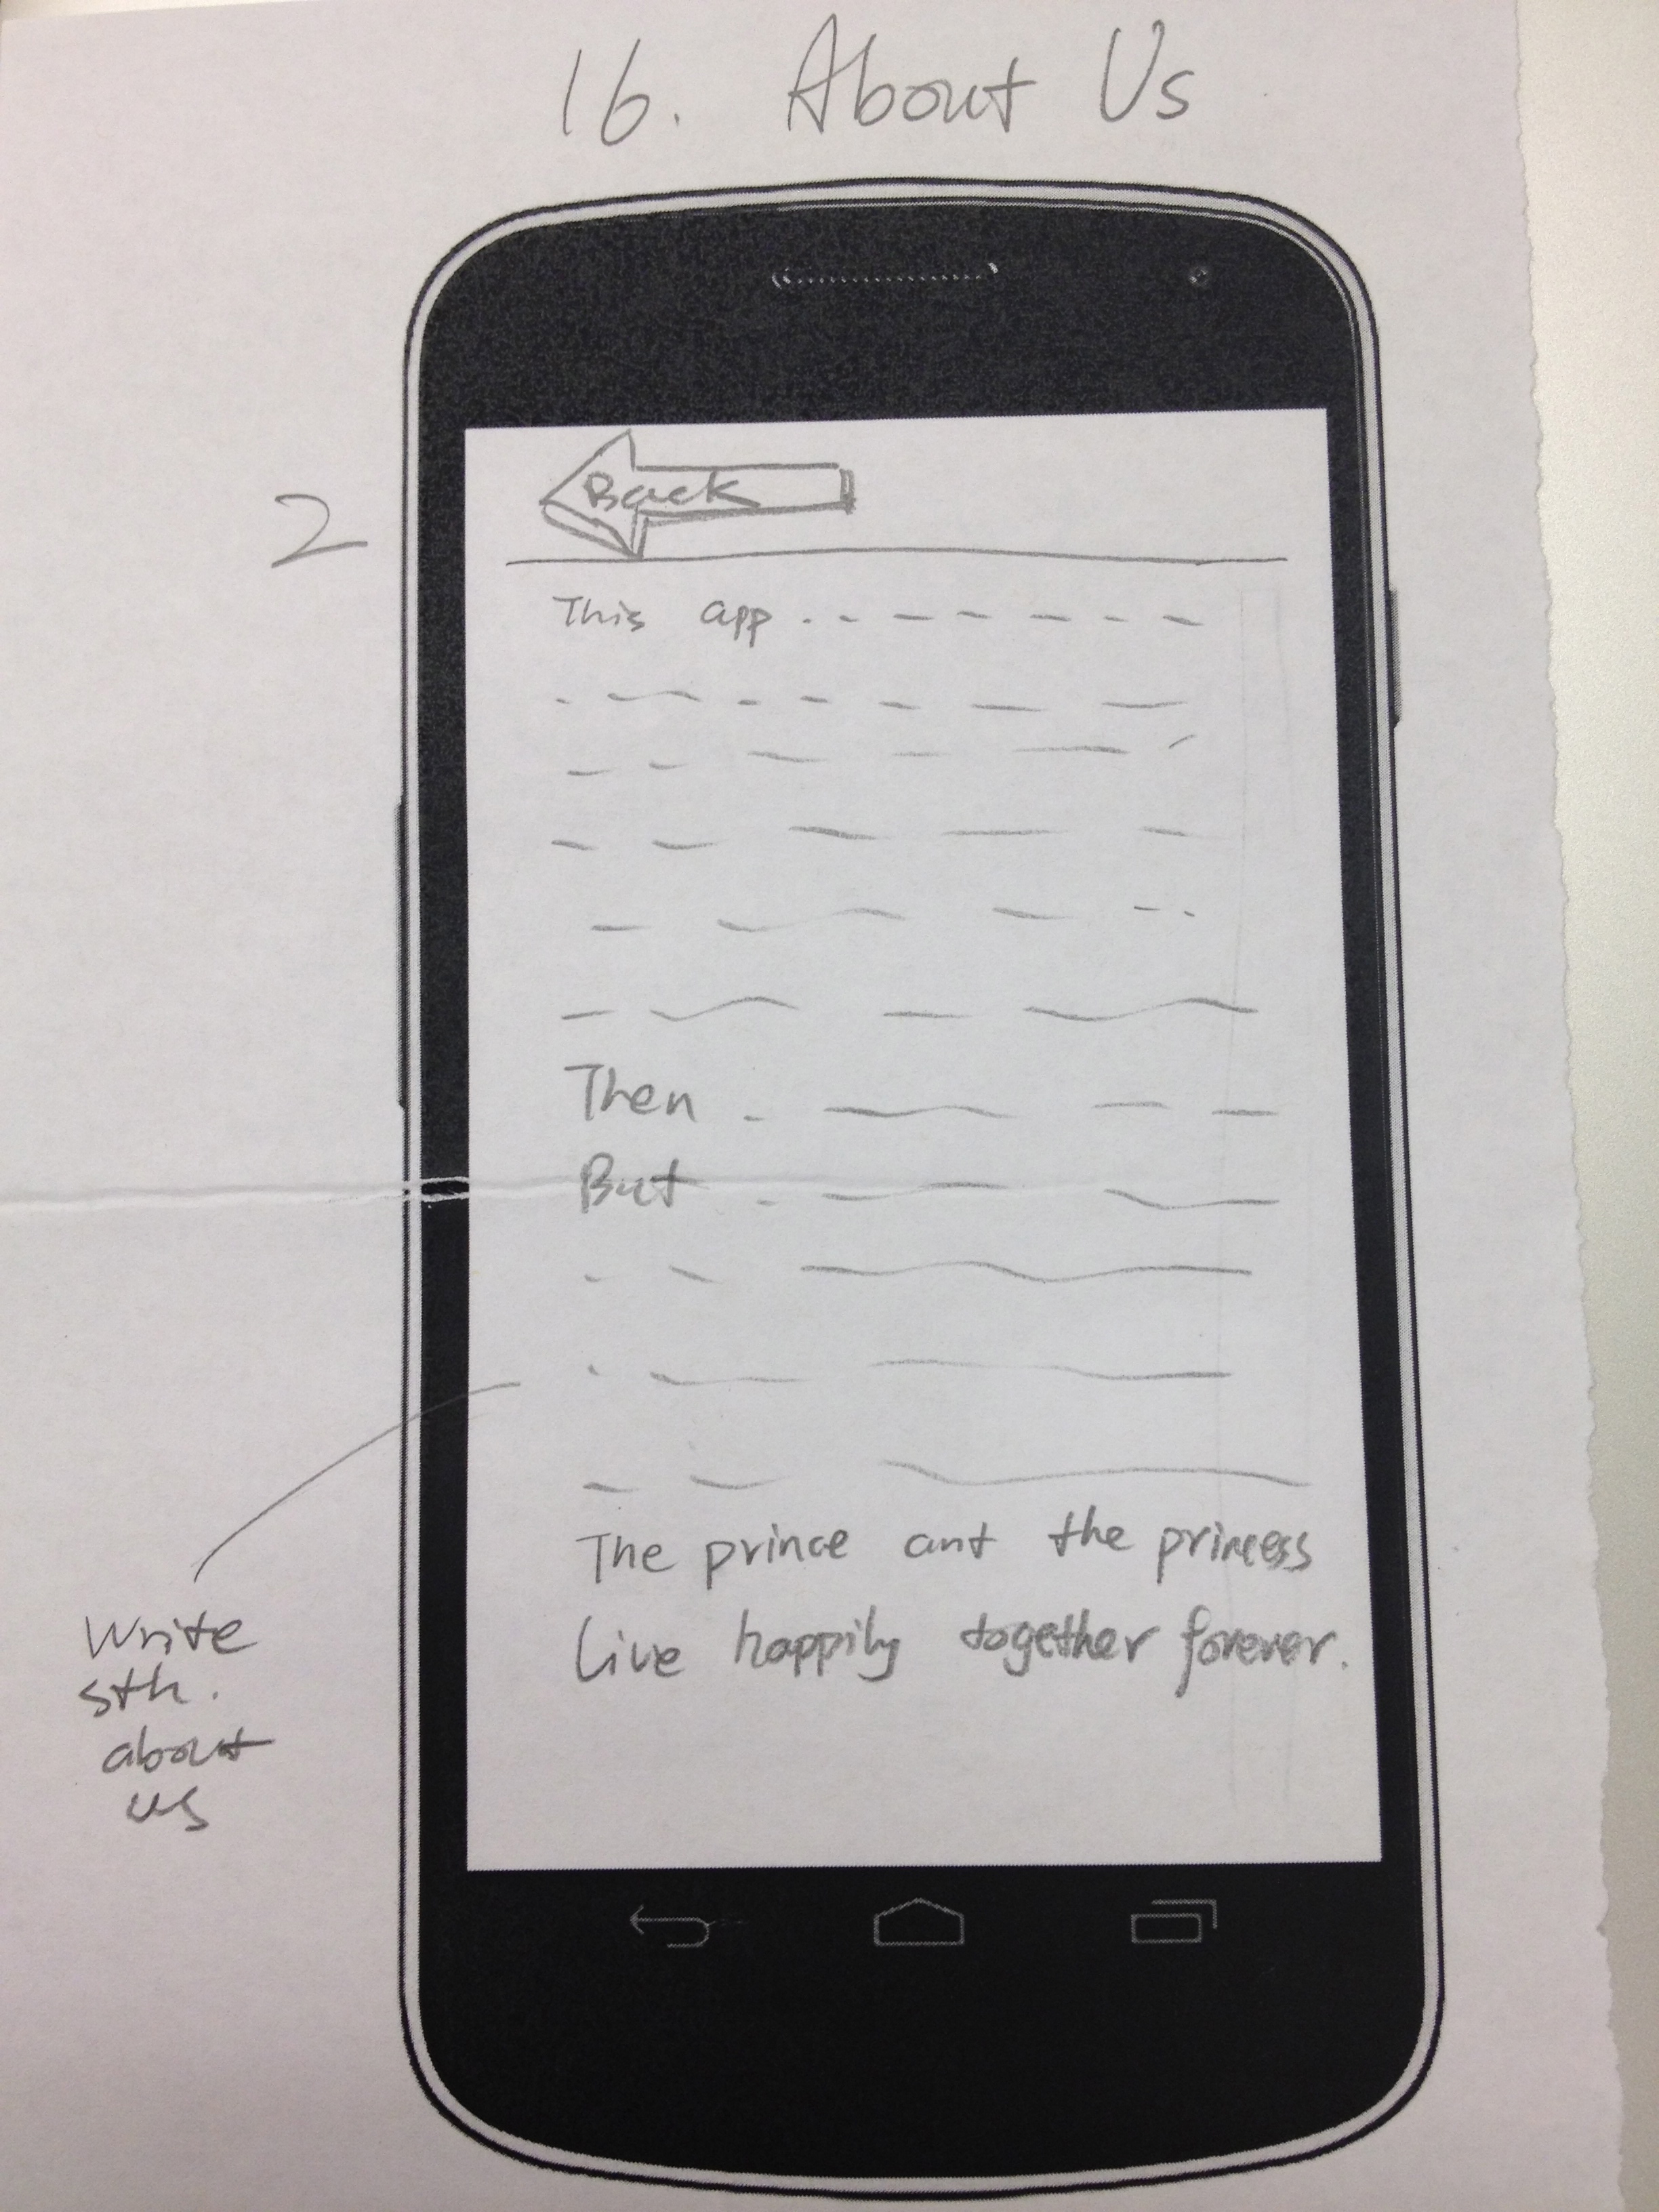 16. About Us
2
Back
This app
Then
But
The prince ant the princess
live happily together forever.
Write
sth.
about
us